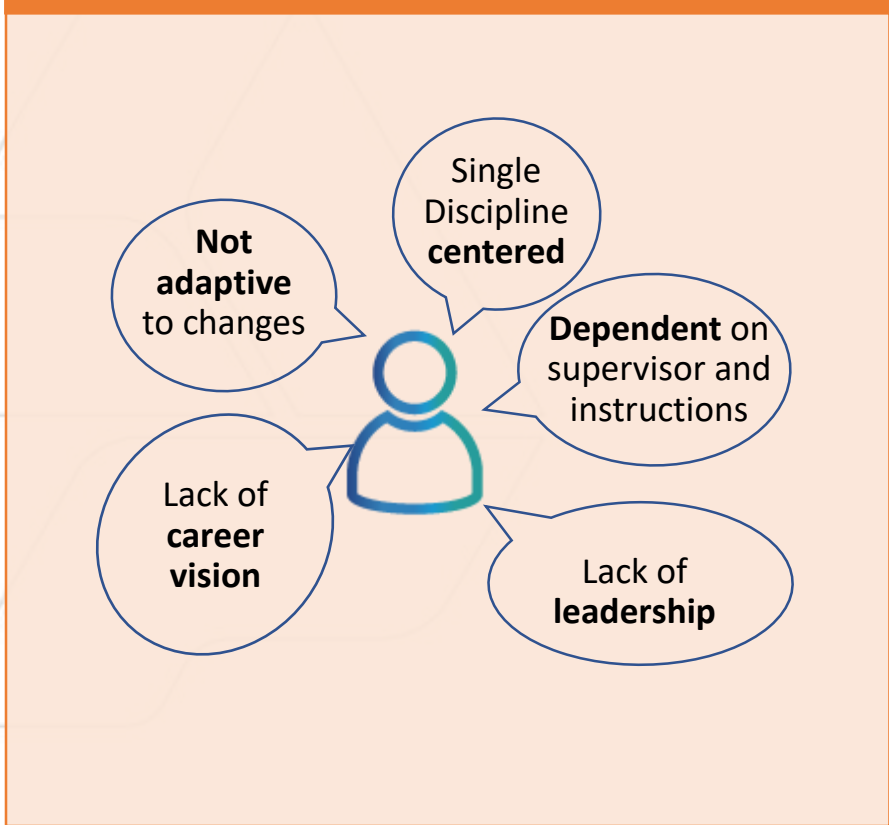 Single
Discipline
centered
Not
adaptive
to changes
Dependent on
supervisor and
instructions
Lack of
career
vision
Lack of
leadership